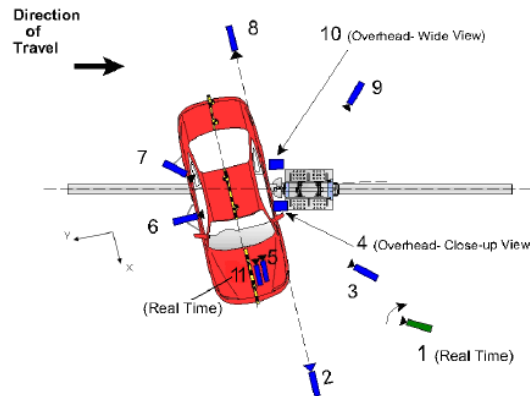 Direction
of
Travel
8
10 (Overhead- Wide View)
9
7
6
Y
X
4 (Overhead- Close-up View)
11
5
3
(Real Time)
1 (Real Time)
2